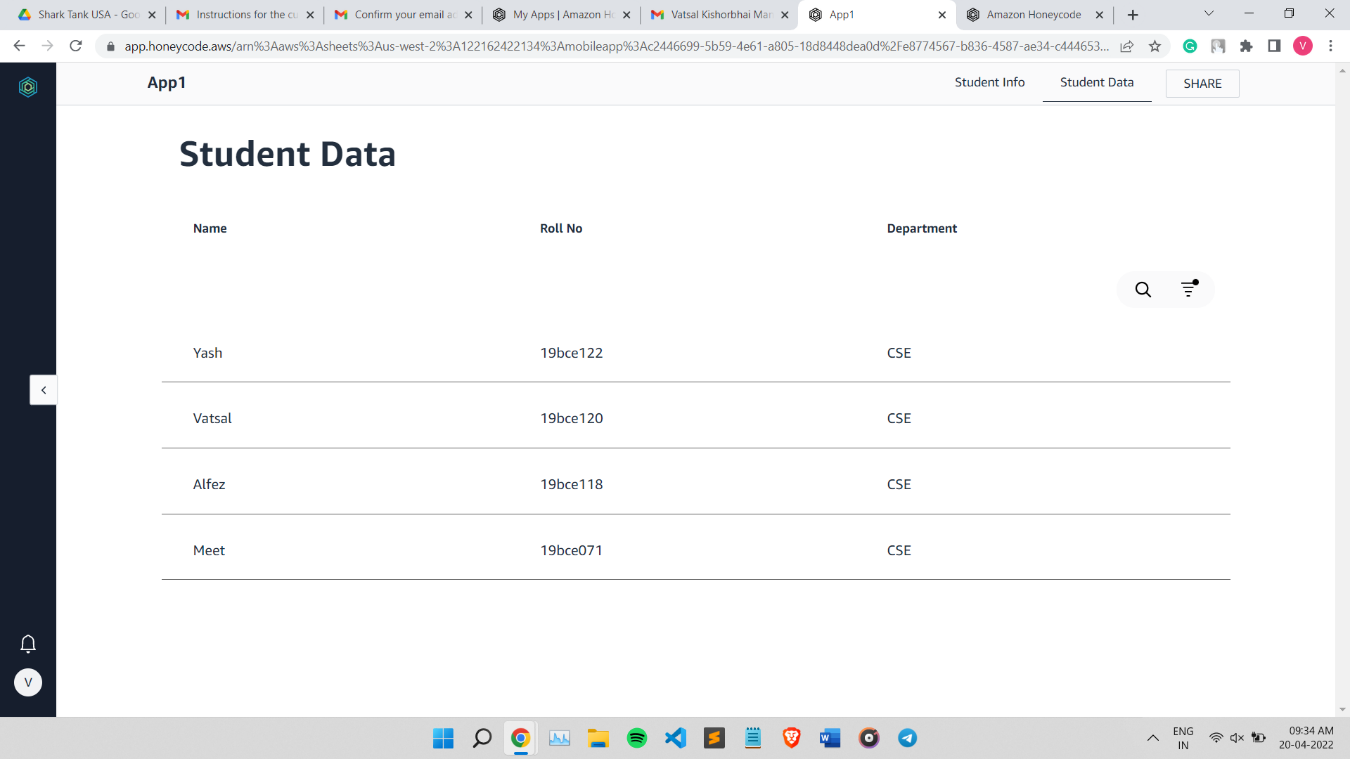 Shark Tank USA - Goo
Instructions for the cu
Confirm your email ad
My Apps | Amazon Ho
Vatsal Kishorbhai Man
App1
Amazon Honeycode
app.honeycode.aws/arn%3Aaws%3Asheets%3Aus-west-2%3A122162422134%3Amobileapp%3Ac2446699-5b59-4e61-a805-18d8448dea0d%2Fe8774567-b836-4587-ae34-c444653...
V
App1
Student Info
Student Data
SHARE
Student Data
Name Roll No Department
Yash 19bce122 CSE
Vatsal 19bce120 CSE
Alfez 19bce118 CSE
Meet 19bce071 CSE
V
ENG
IN
09:34 AM
20-04-2022